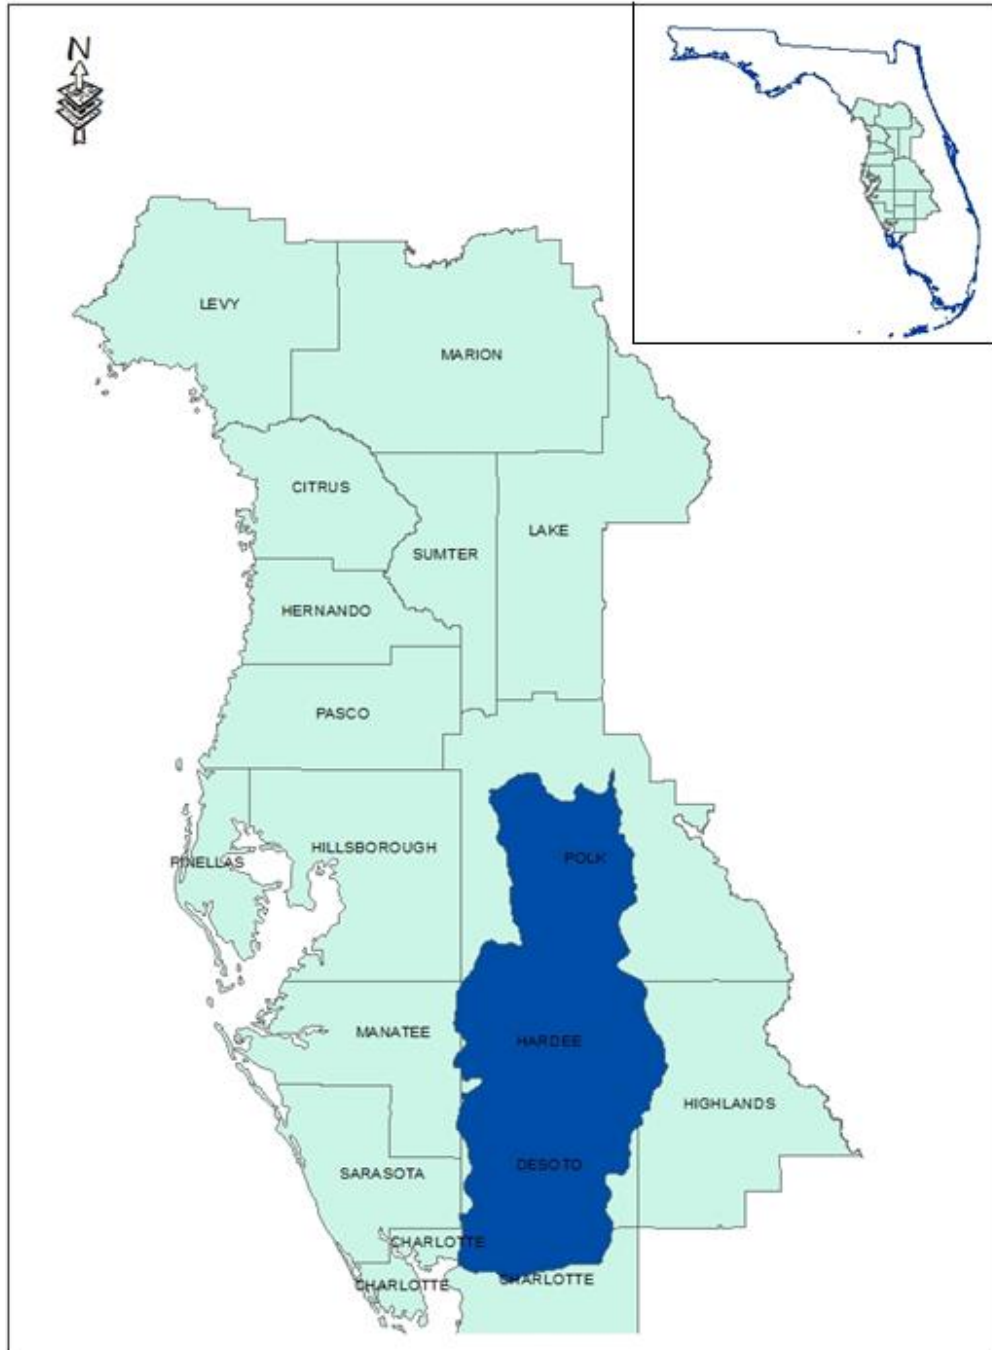 N
LEVY
MARION
CITRUS
LAKE
SUMTER
HERNANDO
PASCO
HILLSBOROUGH
POLK
PINELLAS
MANATEE
HARDEE
HIGHLANDS
DESOTO
SARASOTA
CHARLOTTE
CHARLOTTE
CHARLOTTE